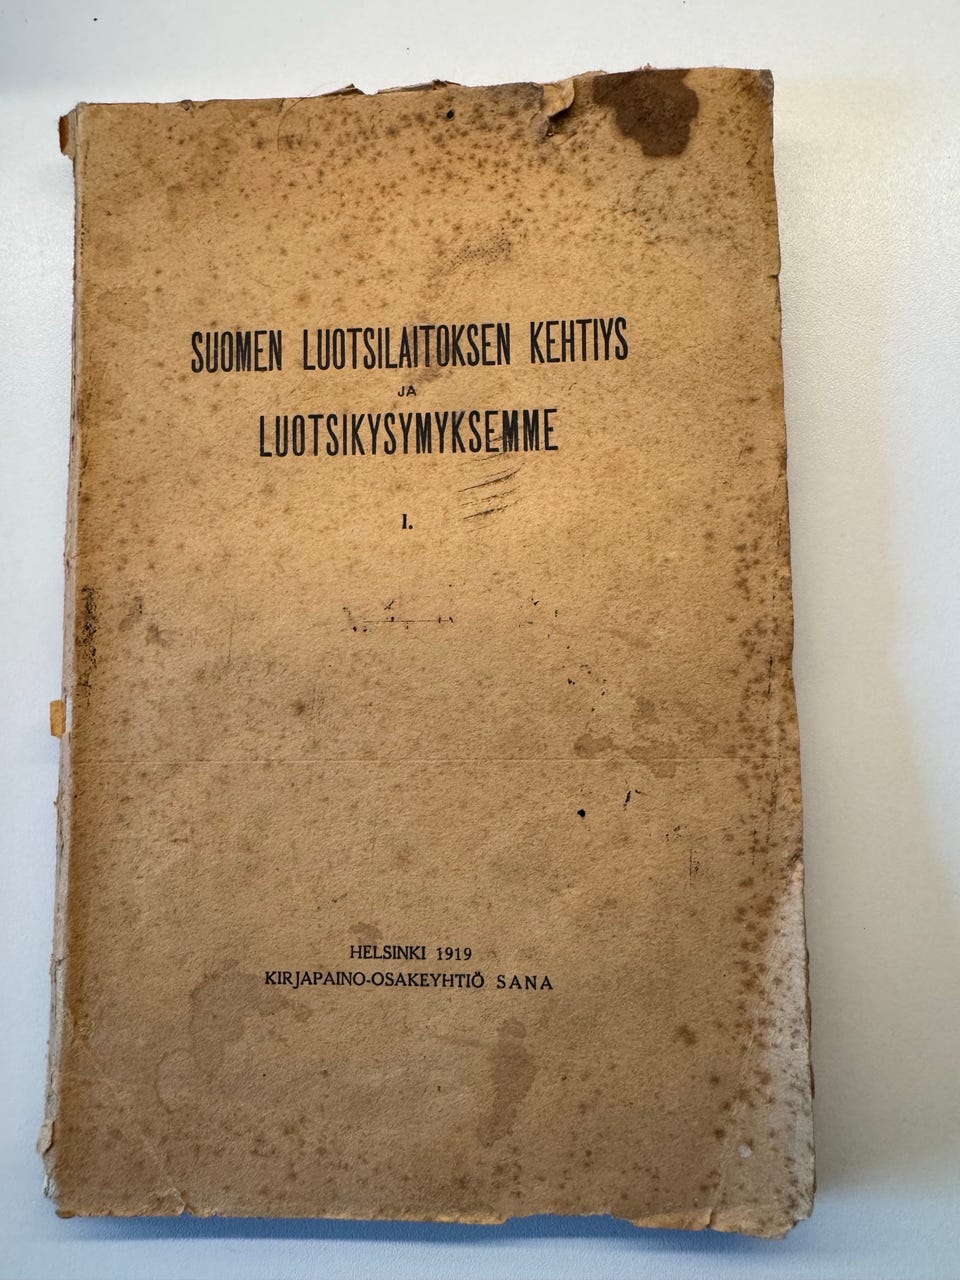 SUOMEN LUOTSILAITOKSEN KEHTIYS
JA
LUOTSIKYSYMYKSEMME
I.
HELSINKI 1919
KIRJAPAINO-OSAKEYHTIÖ SANA